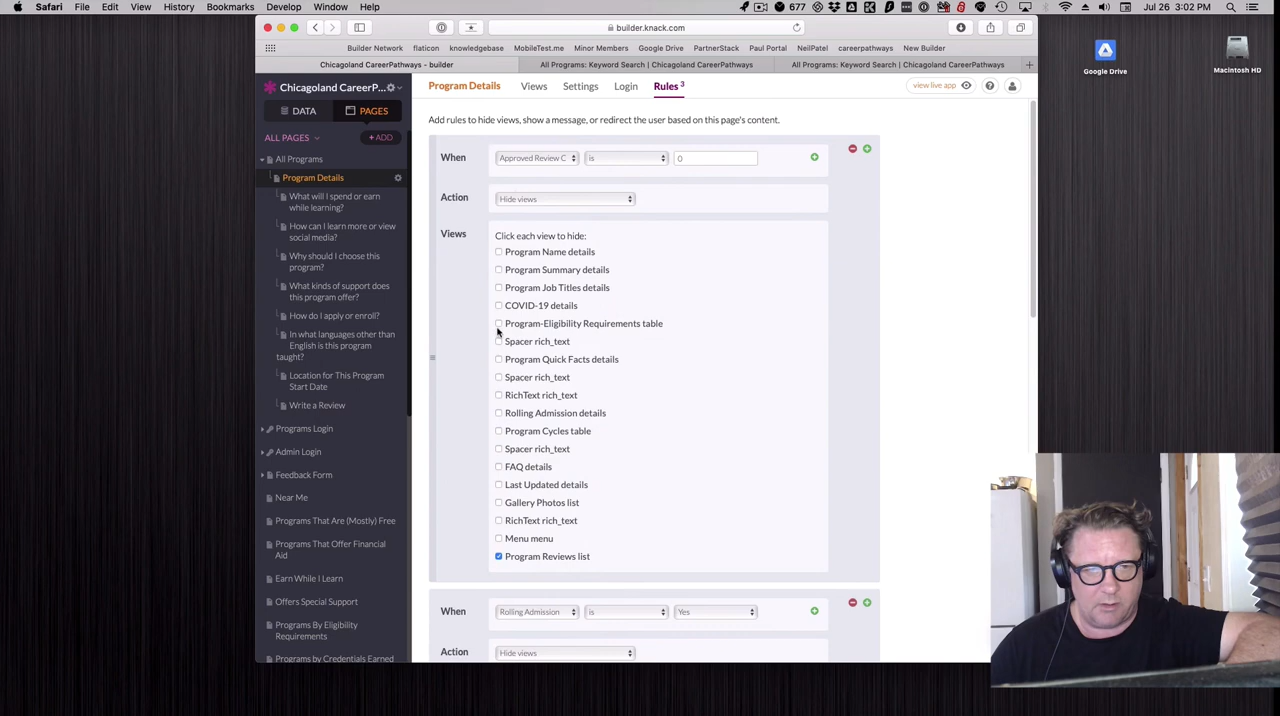 Safari File Edit View History Bookmarks Develop Window Help
677
Jul 26 3:02 PM
builder.knack.com
Builder Network flaticon knowledgebase MobileTest.me Minor Members Google Drive PartnerStack Paul Portal NeilPatel careerpathways New Builder
Chicagoland CareerPathways - builder
All Programs: Keyword Search | Chicagoland CareerPathways
All Programs: Keyword Search | Chicagoland CareerPathways
Google Drive
Macintosh HD
Chicagoland CareerP...
DATA
PAGES
ALL PAGES
+ ADD
All Programs
Program Details
What will I spend or earn
while learning?
How can I learn more or view
social media?
Why should I choose this
program?
What kinds of support does
this program offer?
How do I apply or enroll?
In what languages other than
English is this program
taught?
Location for This Program
Start Date
Write a Review
Programs Login
Admin Login
Feedback Form
Near Me
Programs That Are (Mostly) Free
Programs That Offer Financial
Aid
Earn While I Learn
Offers Special Support
Programs By Eligibility
Requirements
Programs by Credentials Earned
Program Details
Views
Settings
Login
Rules 3
view live app
Add rules to hide views, show a message, or redirect the user based on this page's content.
When
Approved Review C
is
0
Action
Hide views
Views
Click each view to hide:
Program Name details
Program Summary details
Program Job Titles details
COVID-19 details
Program-Eligibility Requirements table
Spacer rich_text
Program Quick Facts details
Spacer rich_text
RichText rich_text
Rolling Admission details
Program Cycles table
Spacer rich_text
FAQ details
Last Updated details
Gallery Photos list
RichText rich_text
Menu menu
Program Reviews list
When
Rolling Admission
is
Yes
Action
Hide views